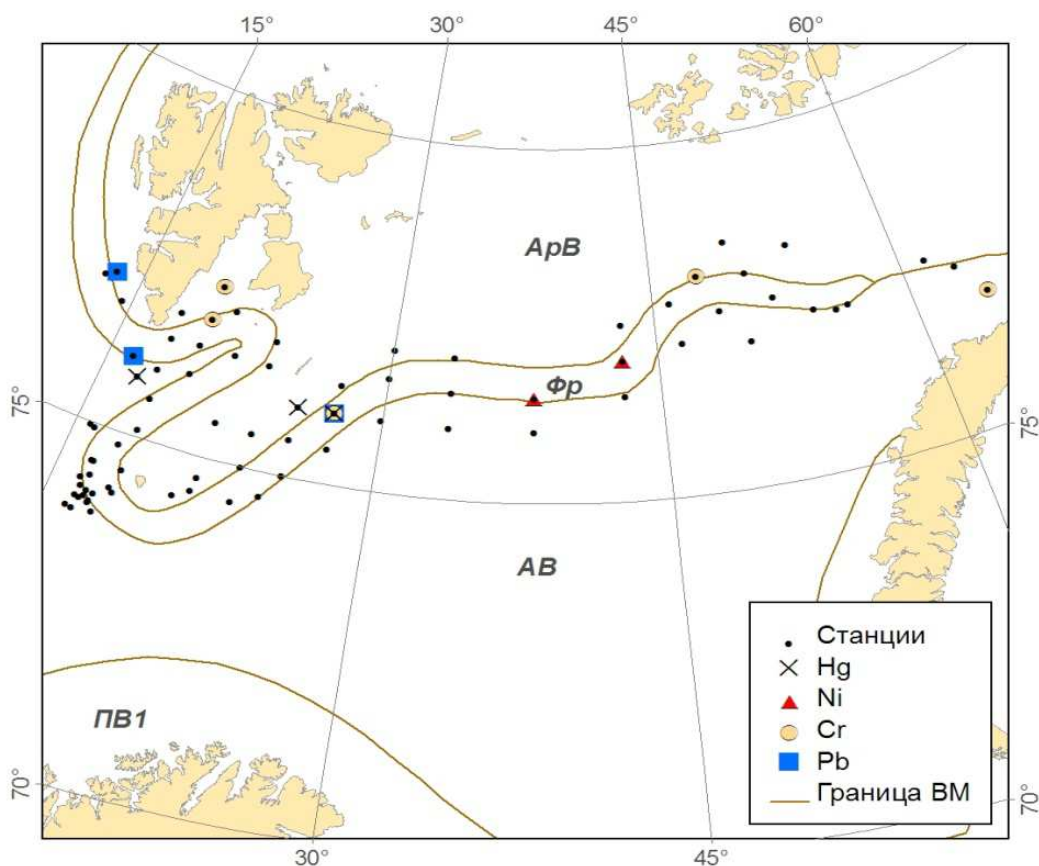 15° 30° 45° 60°
АрВ
Фр
75° 75°
АВ
Станции
Hg
Ni
Cr
Pb
Граница ВМ
ПВ1
70° 70°
30° 45°